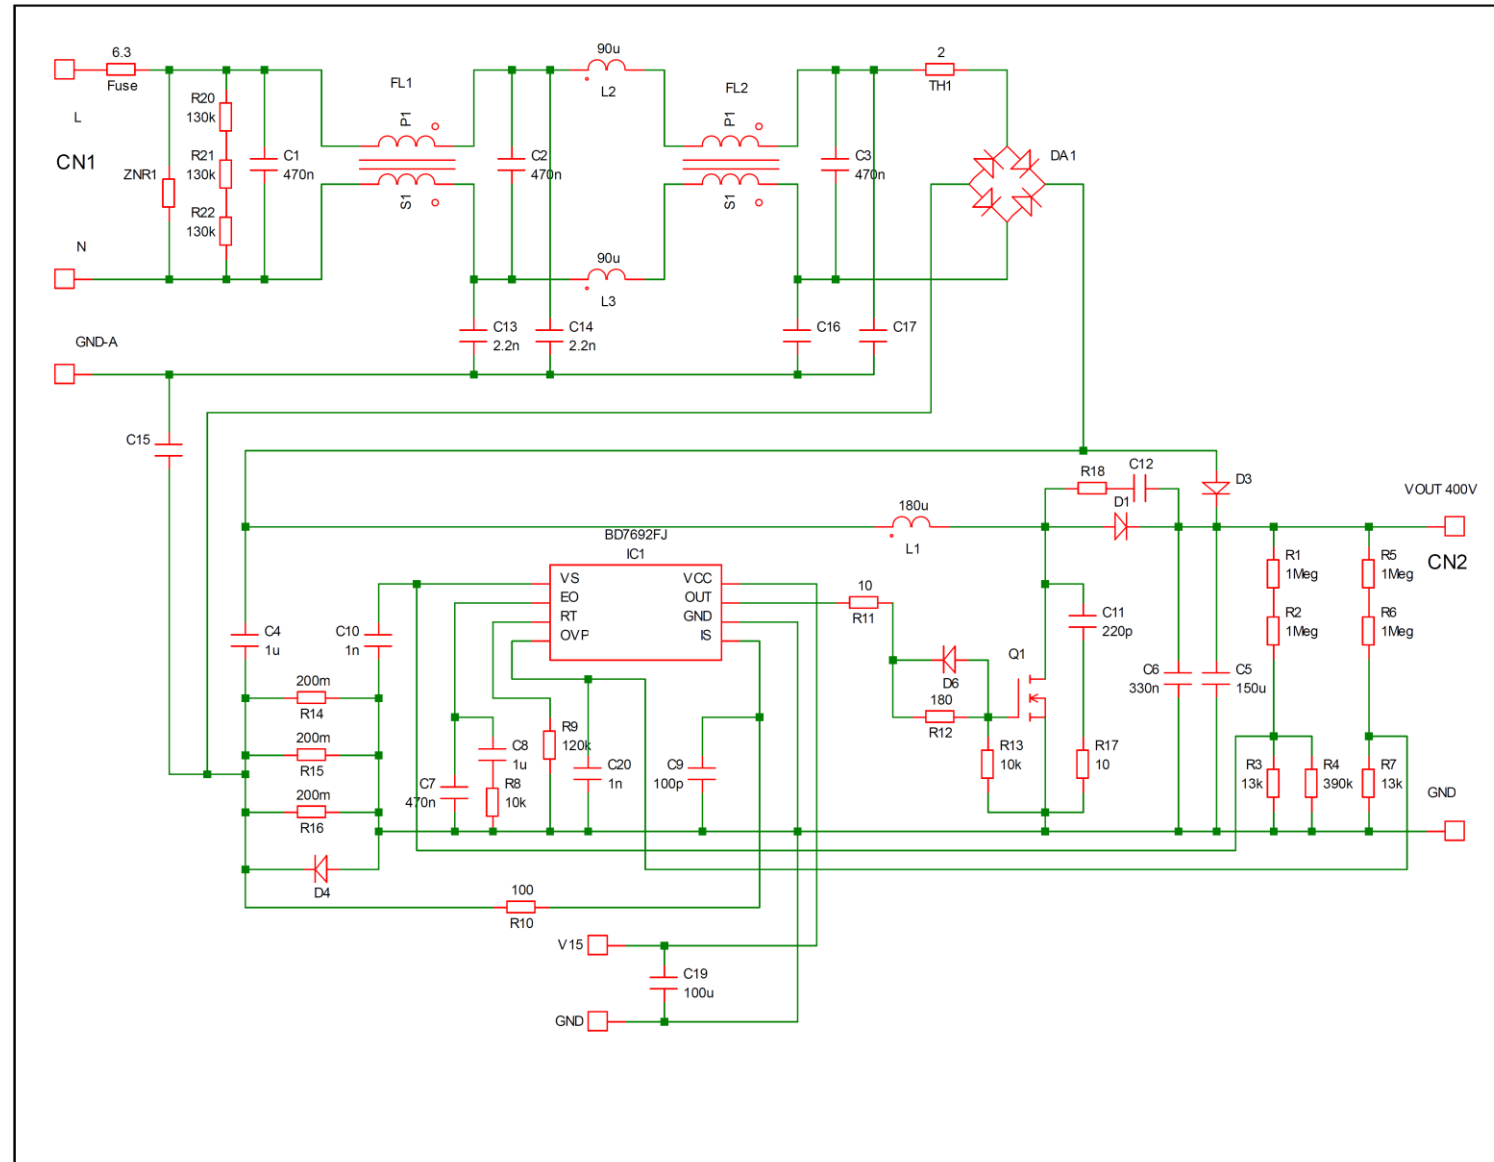 6.3
Fuse
L
CN1
ZNR1
N
GND-A
R20
130k
R21
130k
R22
130k
C1
470n
FL1
P1
S1
C2
470n
90u
L2
90u
L3
FL2
P1
S1
C3
470n
2
TH1
DA1
C13
2.2n
C14
2.2n
C16
C17
C15
R18
C12
D3
D1
VOUT 400V
CN2
180u
L1
BD7692FJ
IC1
VS
EO
RT
OVP
VCC
OUT
GND
IS
10
R11
C4
1u
C10
1n
200m
R14
200m
R15
200m
R16
D4
C7
470n
C8
1u
R8
10k
R9
120k
C20
1n
C9
100p
D6
180
R12
Q1
R13
10k
C11
220p
R17
10
C6
330n
C5
150u
R1
1Meg
R2
1Meg
R5
1Meg
R6
1Meg
R3
13k
R4
390k
R7
13k
GND
100
R10
V15
C19
100u
GND